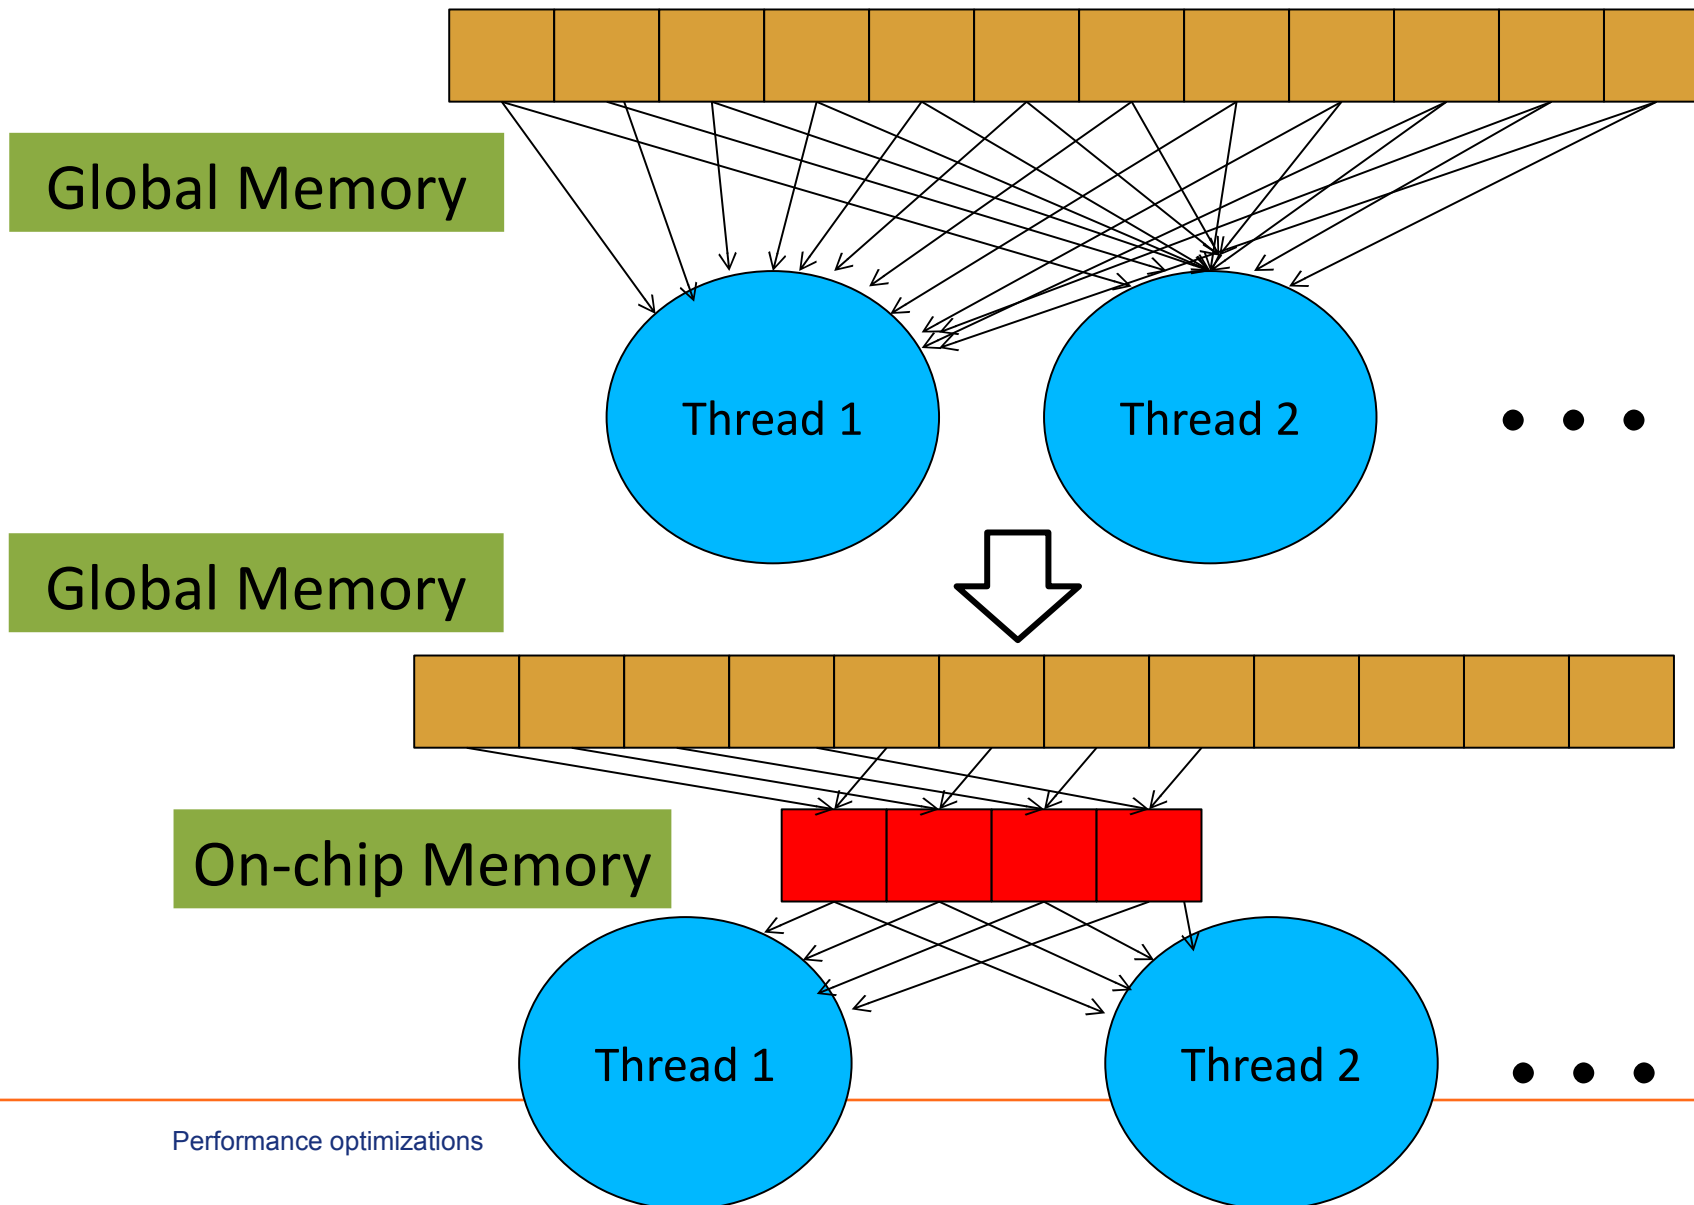 Global Memory
Thread 1
Thread 2
Global Memory
On-chip Memory
Thread 1
Thread 2
Performance optimizations